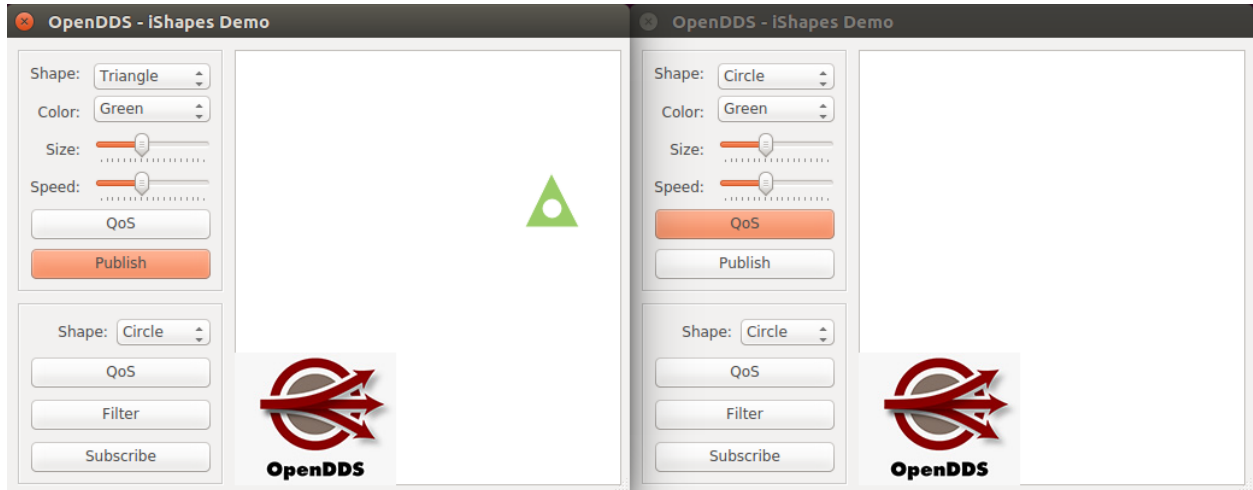 OpenDDS - iShapes Demo
Shape: Triangle
Color: Green
Size:
Speed:
QoS
Publish
Shape: Circle
QoS
Filter
Subscribe
OpenDDS
OpenDDS - iShapes Demo
Shape: Circle
Color: Green
Size:
Speed:
QoS
Publish
Shape: Circle
QoS
Filter
Subscribe
OpenDDS